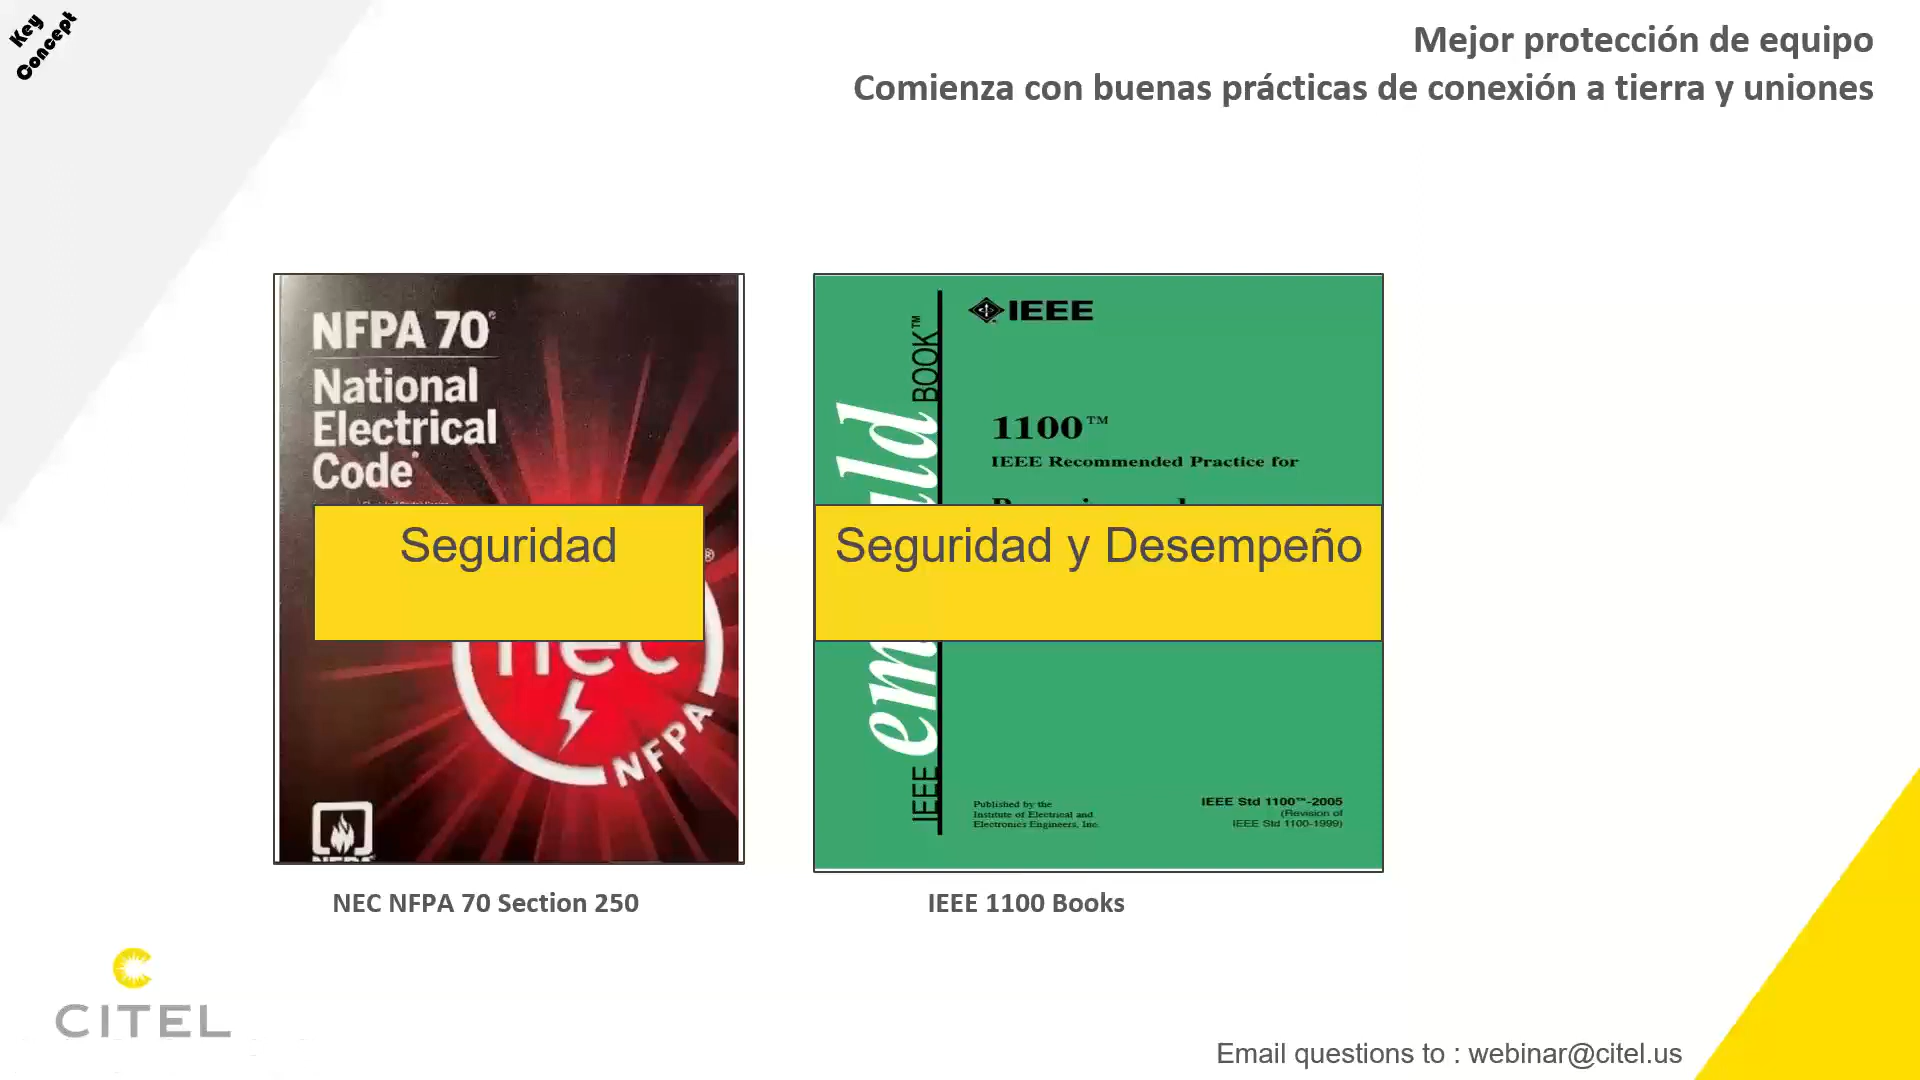 Key
Concept
Mejor protección de equipo
Comienza con buenas prácticas de conexión a tierra y uniones
NFPA 70®
National
Electrical
Code®
Seguridad
®
nec
NFPA
IEEE
BOOK™
1100™
IEEE Recommended Practice for
Seguridad y Desempeño
IEEE
Published by the
Institute of Electrical and
Electronics Engineers, Inc.
IEEE Std 1100™-2005
(Revision of
IEEE Std 1100-1999)
NEC NFPA 70 Section 250
IEEE 1100 Books
CITEL
Email questions to : webinar@citel.us